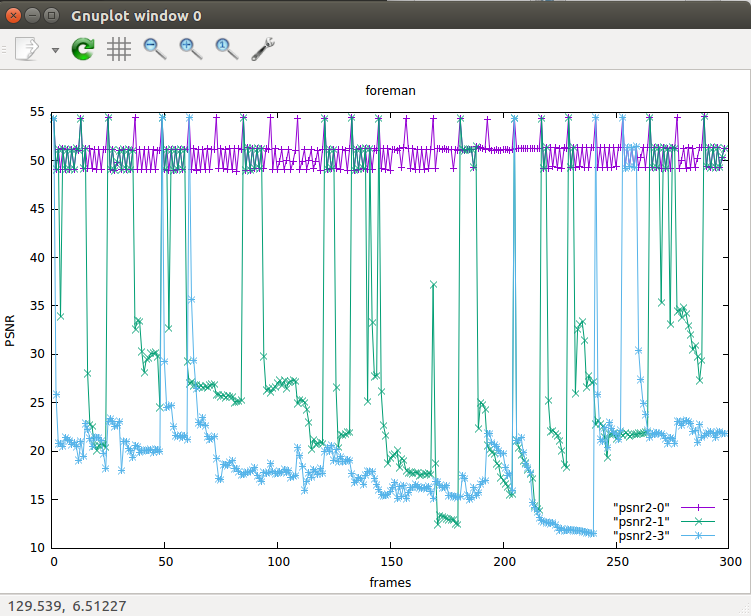 Gnuplot window 0
foreman
55
50
45
40
35
30
25
20
15
10
PSNR
"psnr2-0"
"psnr2-1"
"psnr2-3"
0 50 100 150 200 250 300
frames
129.539, 6.51227